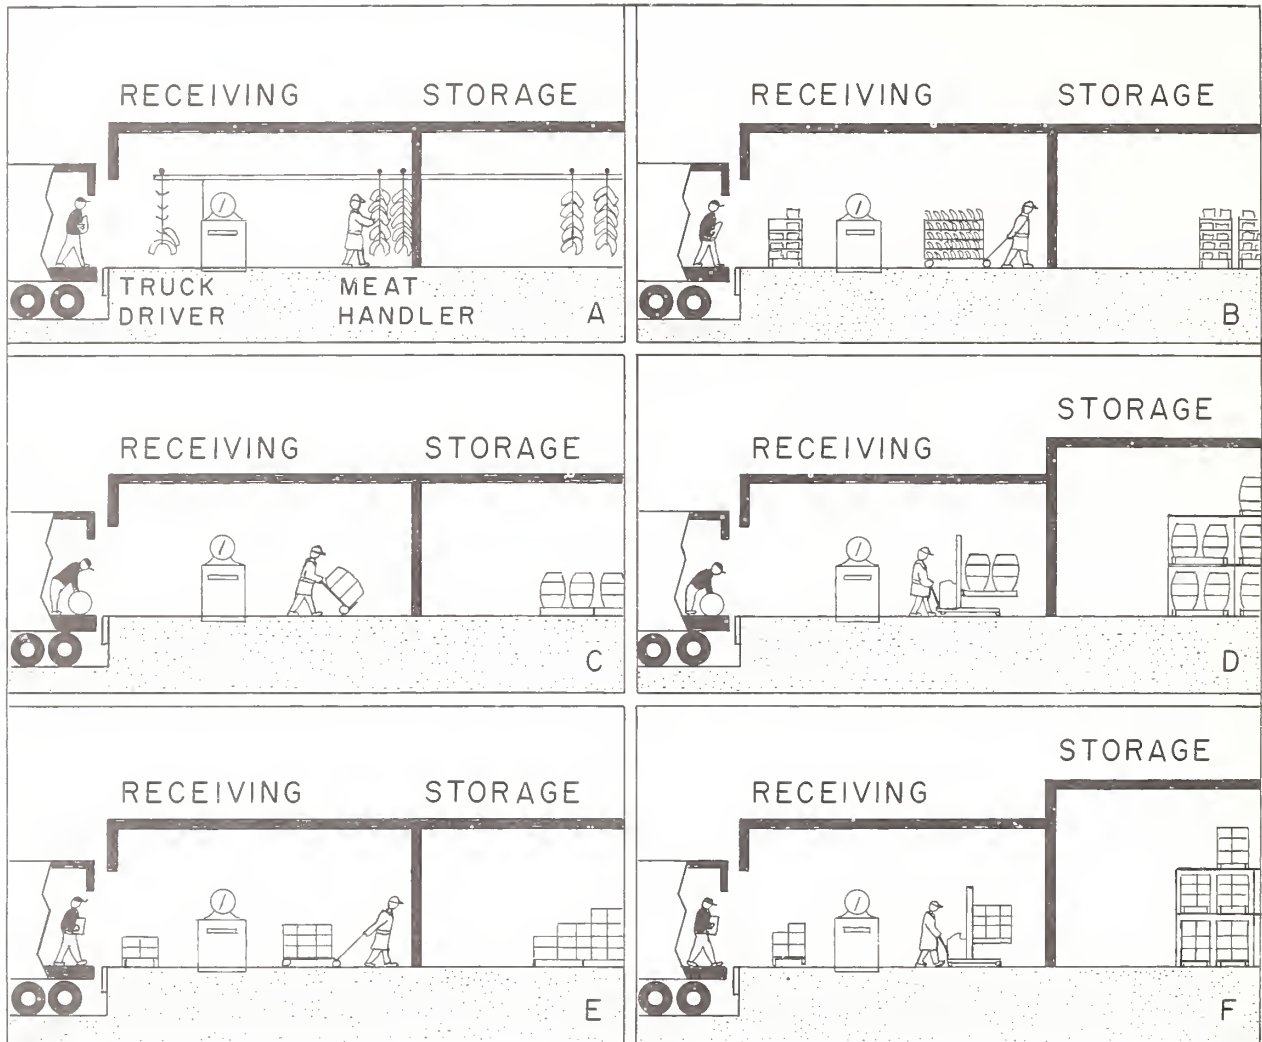 RECEIVING STORAGE
TRUCK MEAT
DRIVER HANDLER A
RECEIVING STORAGE
B
RECEIVING STORAGE
C
STORAGE
RECEIVING
D
RECEIVING STORAGE
E
STORAGE
RECEIVING
F